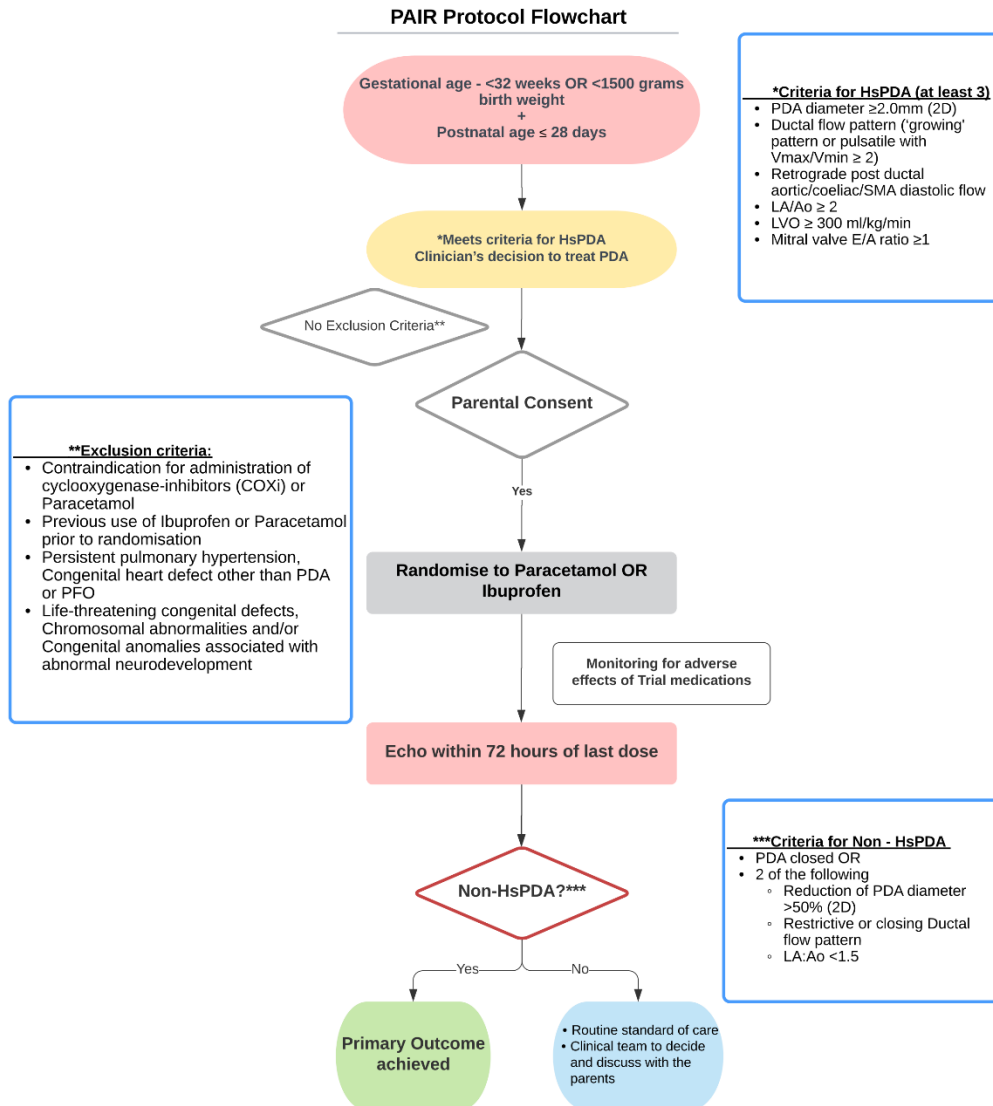 PAIR Protocol Flowchart
Gestational age - <32 weeks OR <1500 grams
birth weight
+
Postnatal age ≤ 28 days
*Criteria for HsPDA (at least 3)
• PDA diameter ≥2.0mm (2D)
• Ductal flow pattern (‘growing’
pattern or pulsatile with
Vmax/Vmin ≥ 2)
• Retrograde post ductal
aortic/coeliac/SMA diastolic flow
• LA/Ao ≥ 2
• LVO ≥ 300 ml/kg/min
• Mitral valve E/A ratio ≥1
*Meets criteria for HsPDA
Clinician’s decision to treat PDA
No Exclusion Criteria**
Parental Consent
**Exclusion criteria:
• Contraindication for administration of
cyclooxygenase-inhibitors (COXi) or
Paracetamol
• Previous use of Ibuprofen or Paracetamol
prior to randomisation
• Persistent pulmonary hypertension,
Congenital heart defect other than PDA
or PFO
• Life-threatening congenital defects,
Chromosomal abnormalities and/or
Congenital anomalies associated with
abnormal neurodevelopment
Yes
Randomise to Paracetamol OR
Ibuprofen
Monitoring for adverse
effects of Trial medications
Echo within 72 hours of last dose
Non-HsPDA?***
***Criteria for Non - HsPDA
• PDA closed OR
• 2 of the following
◦ Reduction of PDA diameter
>50% (2D)
◦ Restrictive or closing Ductal
flow pattern
◦ LA:Ao <1.5
Yes
No
Primary Outcome
achieved
• Routine standard of care
• Clinical team to decide
and discuss with the
parents